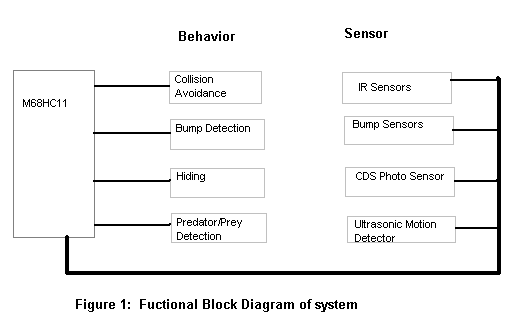 Behavior
Sensor
M68HC11
Collision
Avoidance
IR Sensors
Bump Detection
Bump Sensors
Hiding
CDS Photo Sensor
Predator/Prey
Detection
Ultrasonic Motion
Detector
Figure 1:  Fuctional Block Diagram of system